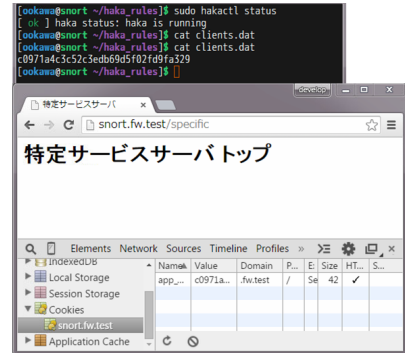 [ookawa@snort ~/haka_rules]$ sudo hakactl status
[ ok ] haka status: haka is running
[ookawa@snort ~/haka_rules]$ cat clients.dat
[ookawa@snort ~/haka_rules]$ cat clients.dat
c0971a4c3c52c3edb69d5f02fd9fa329
[ookawa@snort ~/haka_rules]$
develop
特定サービスサーバ ×
snort.fw.test/specific
特定サービスサーバトップ
Elements Network Sources Timeline Profiles »
IndexedDB
Local Storage
Session Storage
Cookies
snort.fw.test
Application Cache
Name Value Domain P... E: Size HT... S...
app_... c0971a... .fw.test / Se 42 ✓